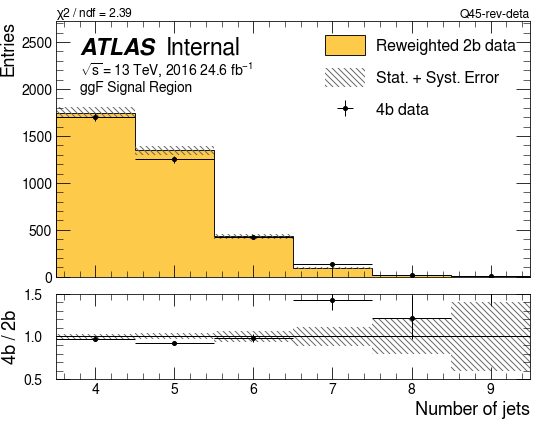 χ2 / ndf = 2.39
Q45-rev-deta
Entries
2500
2000
1500
1000
500
0
ATLAS Internal
√s = 13 TeV, 2016 24.6 fb⁻¹
ggF Signal Region
Reweighted 2b data
Stat. + Syst. Error
4b data
4b / 2b
1.5
1.0
0.5
4 5 6 7 8 9
Number of jets